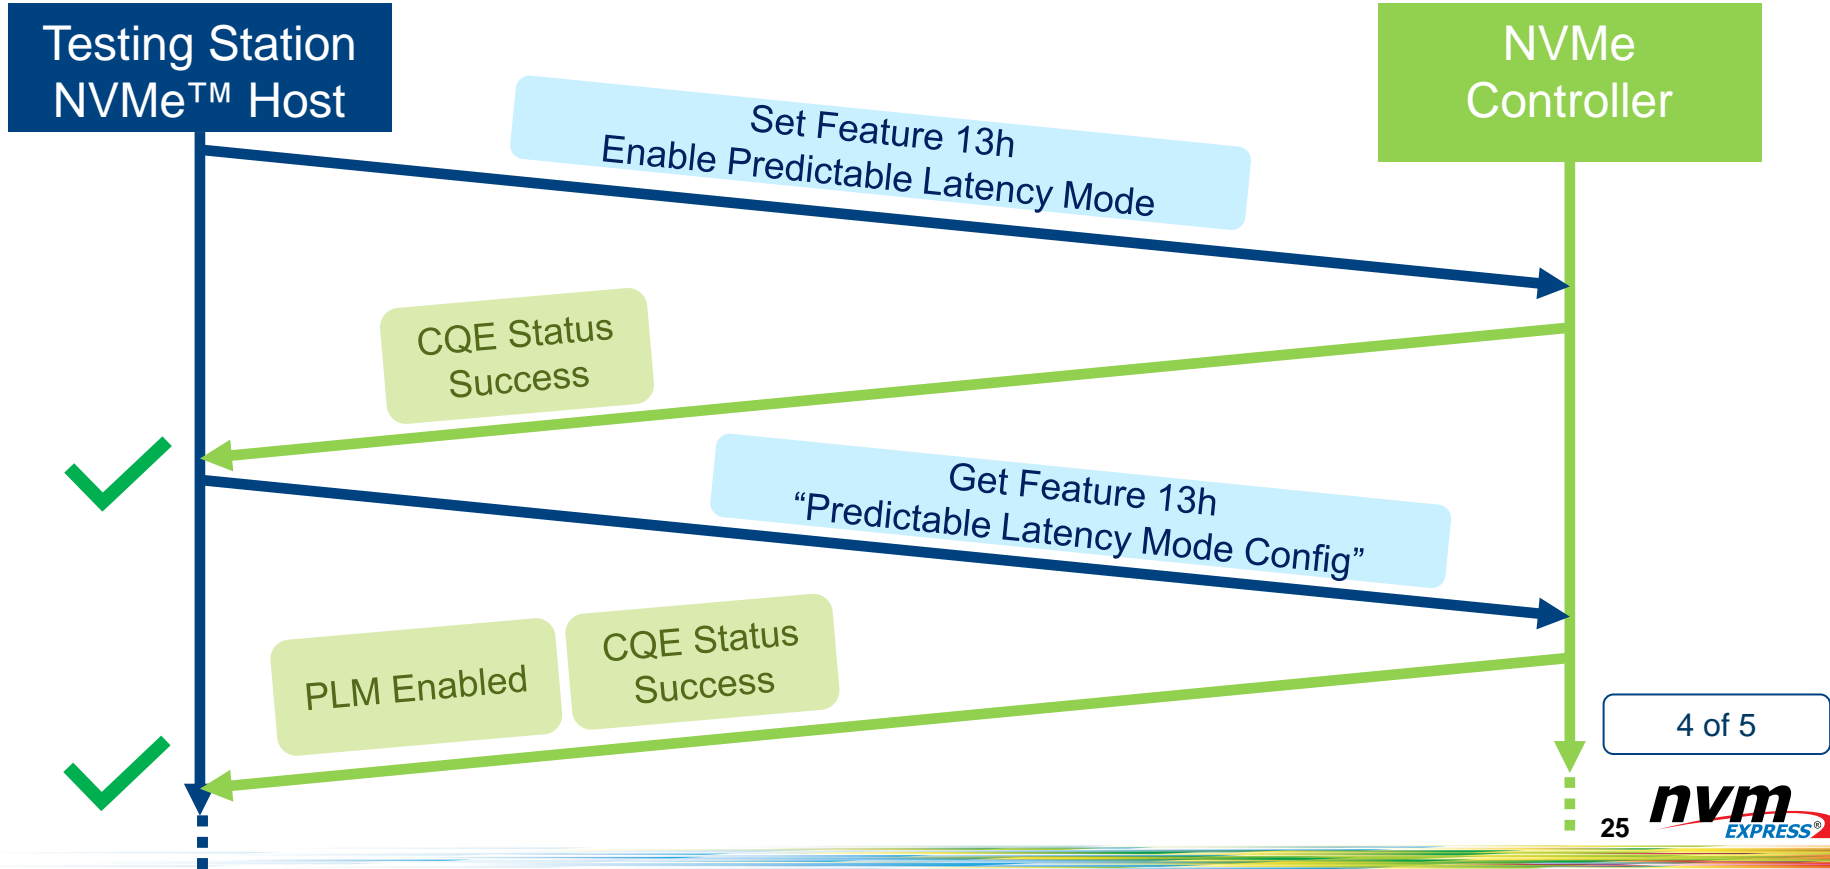 Testing Station
NVMe™ Host
NVMe
Controller
Set Feature 13h
Enable Predictable Latency Mode
CQE Status
Success
Get Feature 13h
“Predictable Latency Mode Config”
PLM Enabled
CQE Status
Success
4 of 5
25
nvm
EXPRESS®